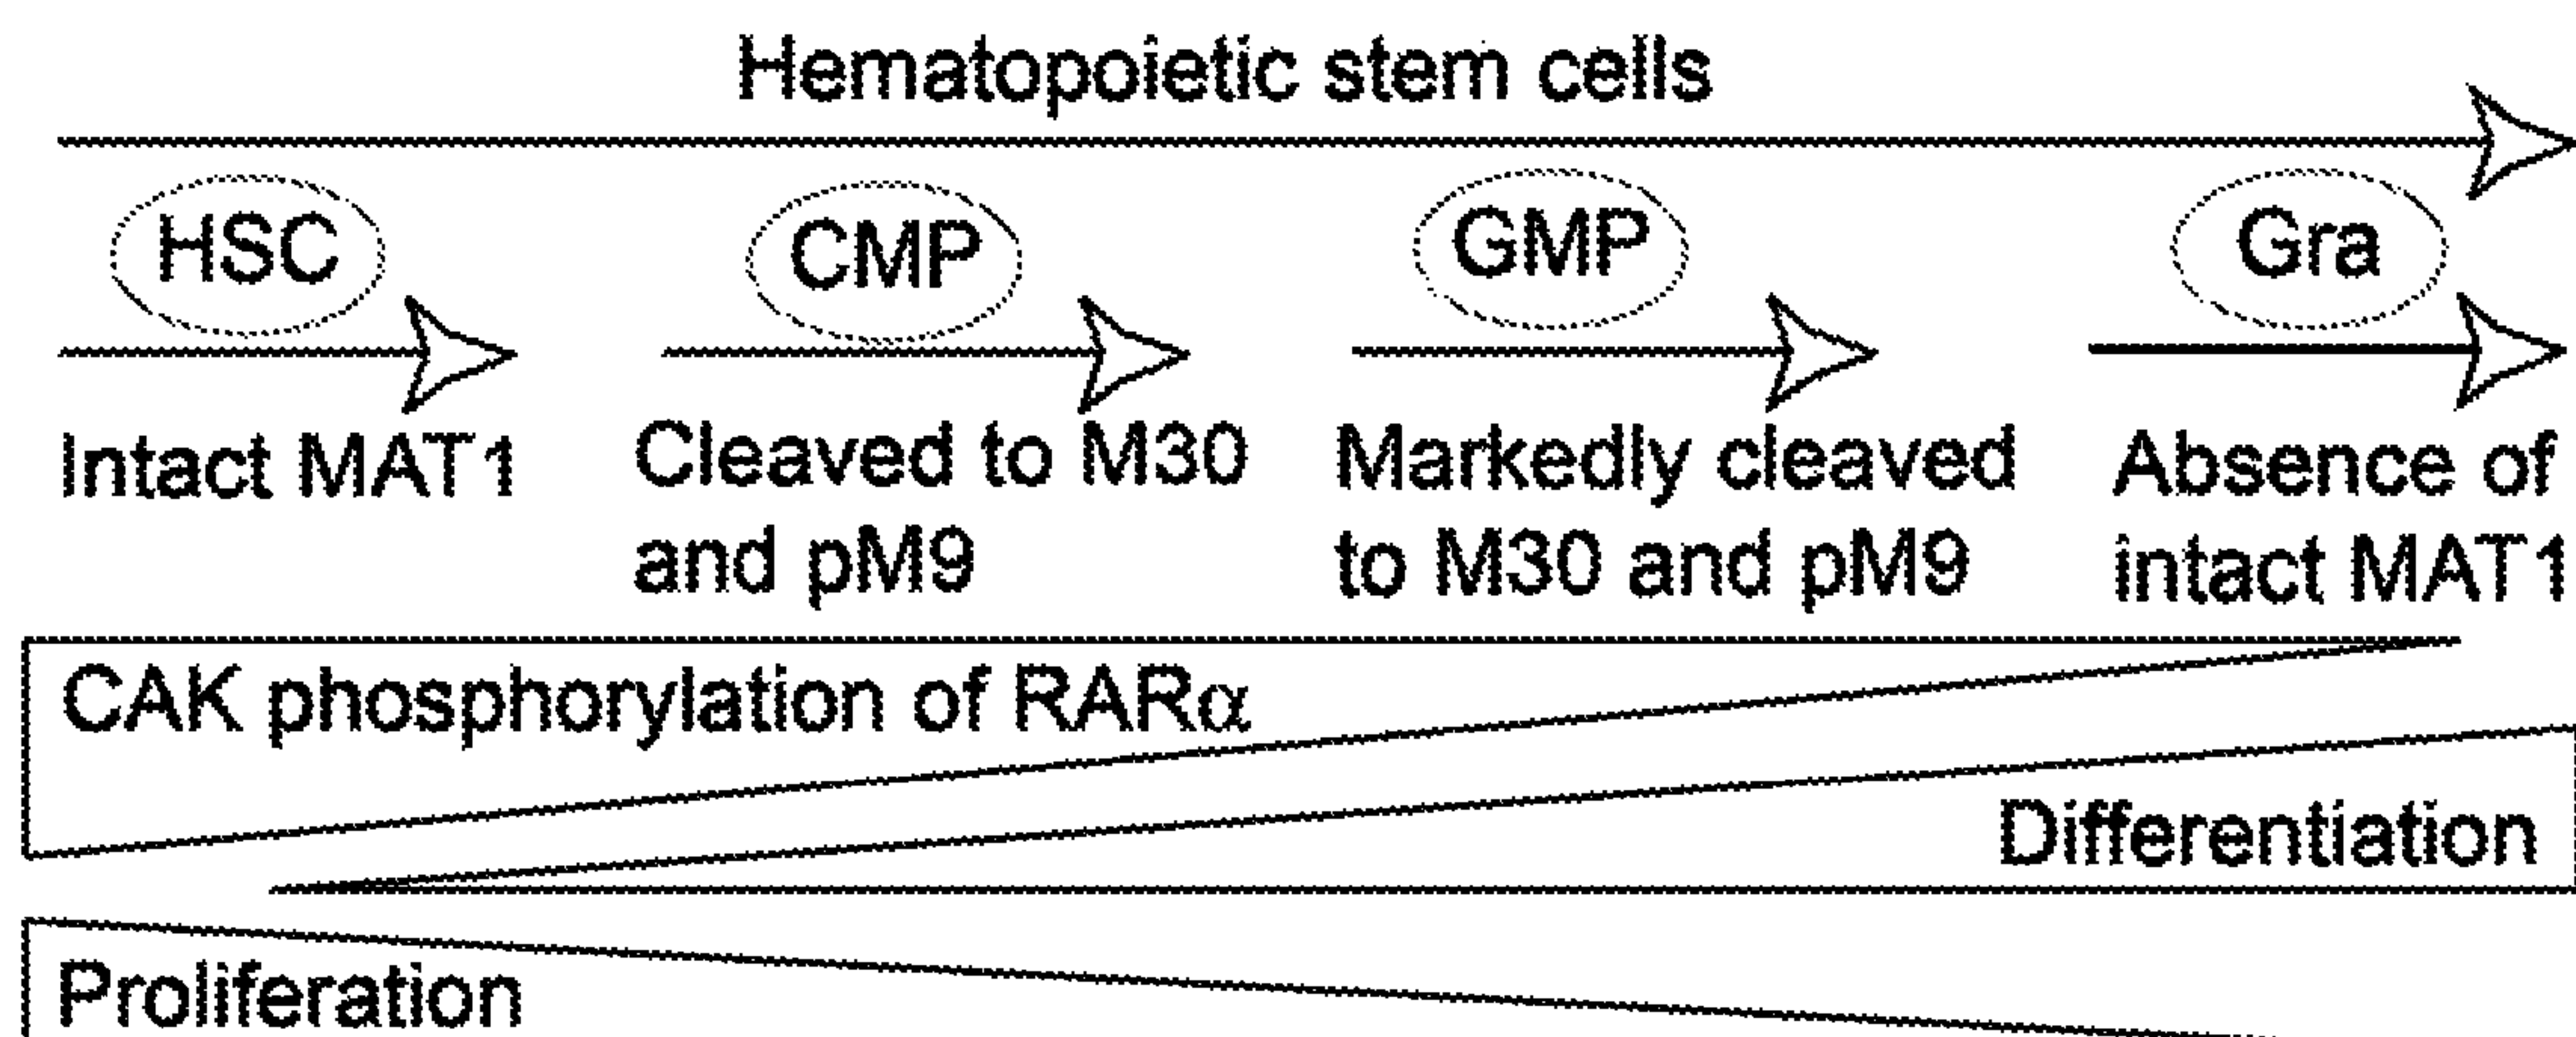 Hematopoietic stem cells
HSC
CMP
GMP
Gra
Intact MAT1
Cleaved to M30
and pM9
Markedly cleaved
to M30 and pM9
Absence of
intact MAT1
CAK phosphorylation of RARα
Differentiation
Proliferation